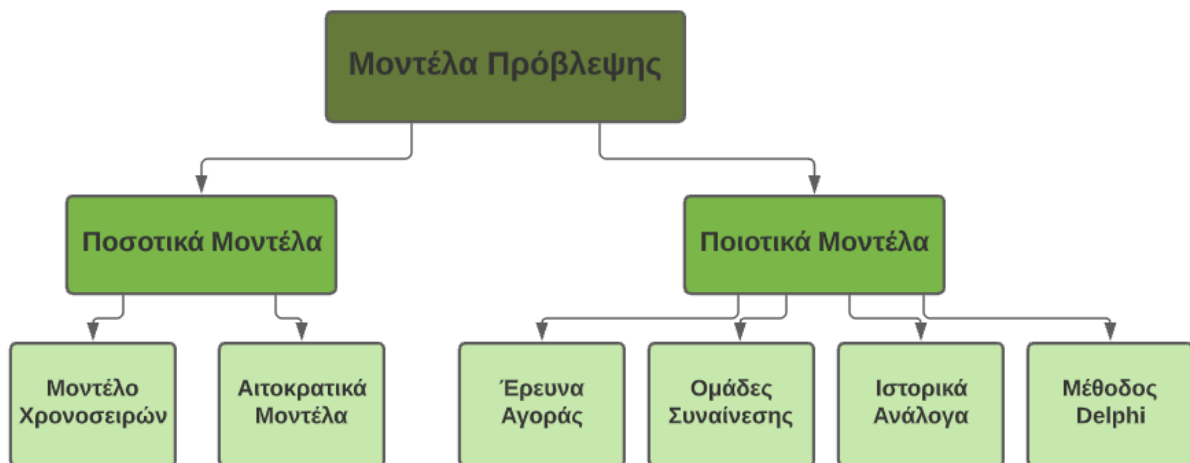 Μοντέλα Πρόβλεψης
Ποσοτικά Μοντέλα
Ποιοτικά Μοντέλα
Μοντέλο
Χρονοσειρών
Αιτοκρατικά
Μοντέλα
Έρευνα
Αγοράς
Ομάδες
Συναίνεσης
Ιστορικά
Ανάλογα
Μέθοδος
Delphi